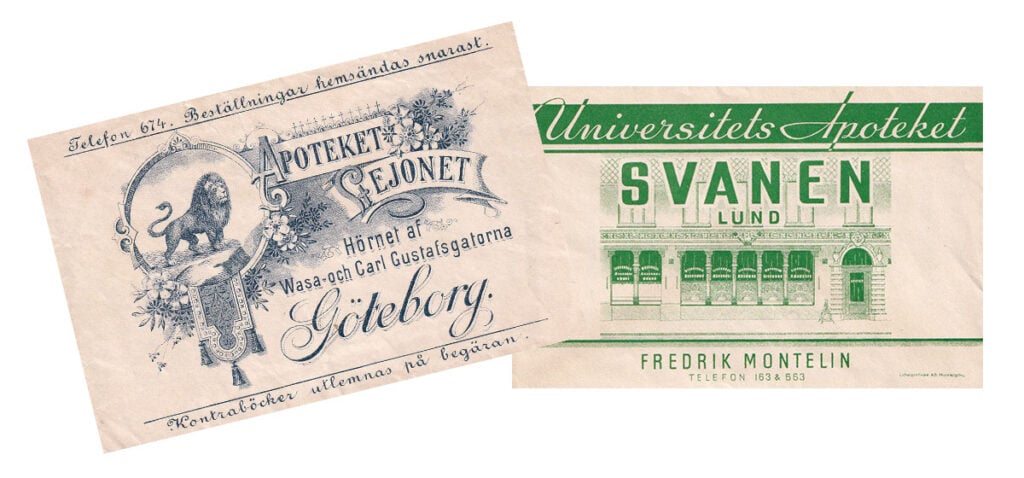 Telefon 674. Beställningar hemsändas snarast.
APOTEKET
LEJONET
Hörnet af
Wasa-och Carl Gustafsgatorna
Göteborg.
Kontraböcker utlemnas på begäran.
Universitets Apoteket
SVANEN
LUND
FREDRIK MONTELIN
TELEFON 163 & 553